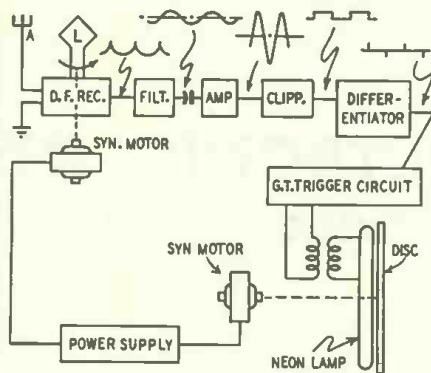 A
L
D.F. REC.
FILT.
AMP
CLIPP.
DIFFER-
ENTIATOR
SYN. MOTOR
G.T. TRIGGER CIRCUIT
SYN MOTOR
DISC
POWER SUPPLY
NEON LAMP